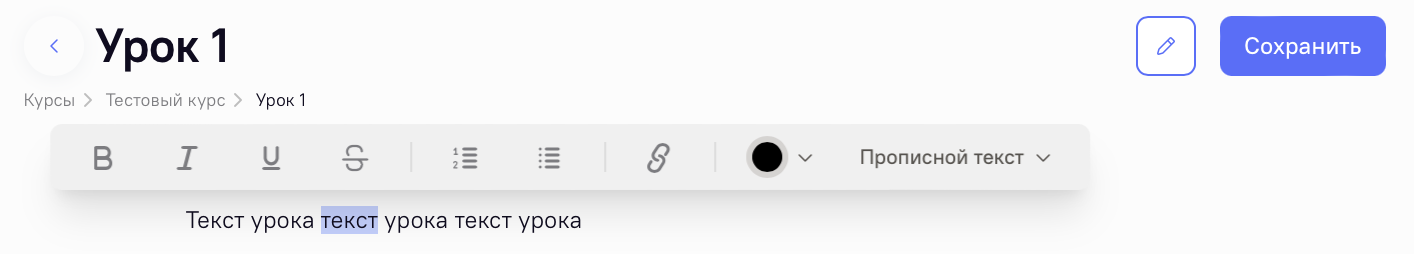 Урок 1
Сохранить
Курсы > Тестовый курс > Урок 1
B I U S Прописной текст
Текст урока текст урока текст урока